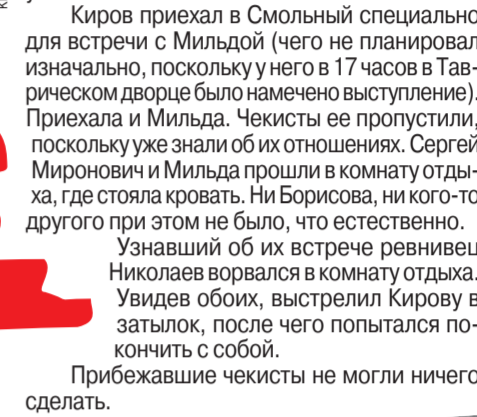 Киров приехал в Смольный специально
для встречи с Мильдой (чего не планировал
изначально, поскольку у него в 17 часов в Тав-
рическом дворце было намечено выступление).
Приехала и Мильда. Чекисты ее пропустили,
поскольку уже знали об их отношениях. Сергей
Миронович и Мильда прошли в комнату отды-
ха, где стояла кровать. Ни Борисова, ни кого-то
другого при этом не было, что естественно.
Узнавший об их встрече ревнивец
Николаев ворвался в комнату отдыха.
Увидев обоих, выстрелил Кирову в
затылок, после чего попытался по-
кончить с собой.
Прибежавшие чекисты не могли ничего
сделать.